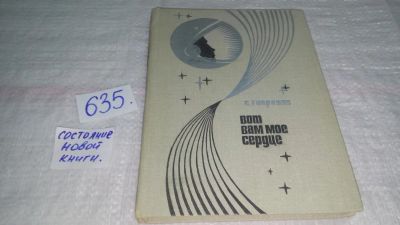 635.
СОСТОЯНИЕ
НОВОЙ
КНИГИ.
вот
вам мое
сердце